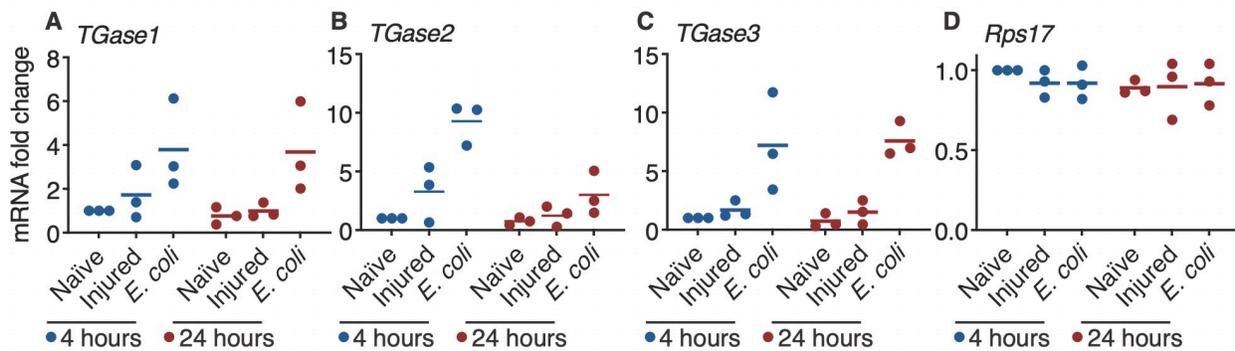 A TGase1
mRNA fold change
8
6
4
2
0
Naïve Injured E. coli Naïve Injured E. coli
4 hours 24 hours
B TGase2
15
10
5
0
Naïve Injured E. coli Naïve Injured E. coli
4 hours 24 hours
C TGase3
15
10
5
0
Naïve Injured E. coli Naïve Injured E. coli
4 hours 24 hours
D Rps17
1.0
0.5
0.0
Naïve Injured E. coli Naïve Injured E. coli
4 hours 24 hours